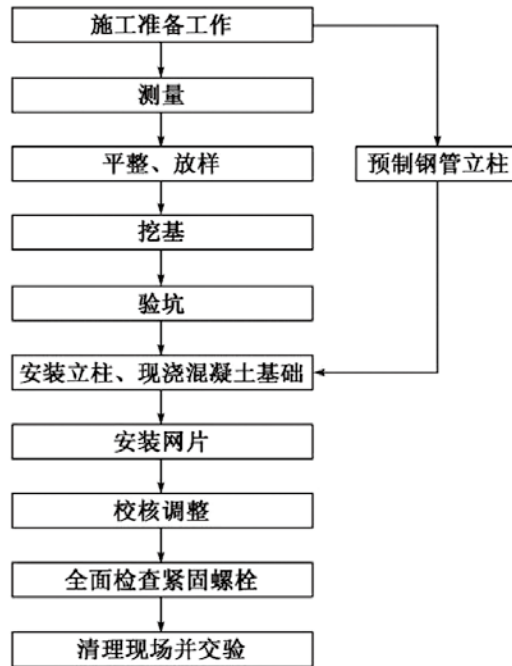 施工准备工作
测量
平整、放样
预制钢管立柱
挖基
验坑
安装立柱、现浇混凝土基础
安装网片
校核调整
全面检查紧固螺栓
清理现场并交验